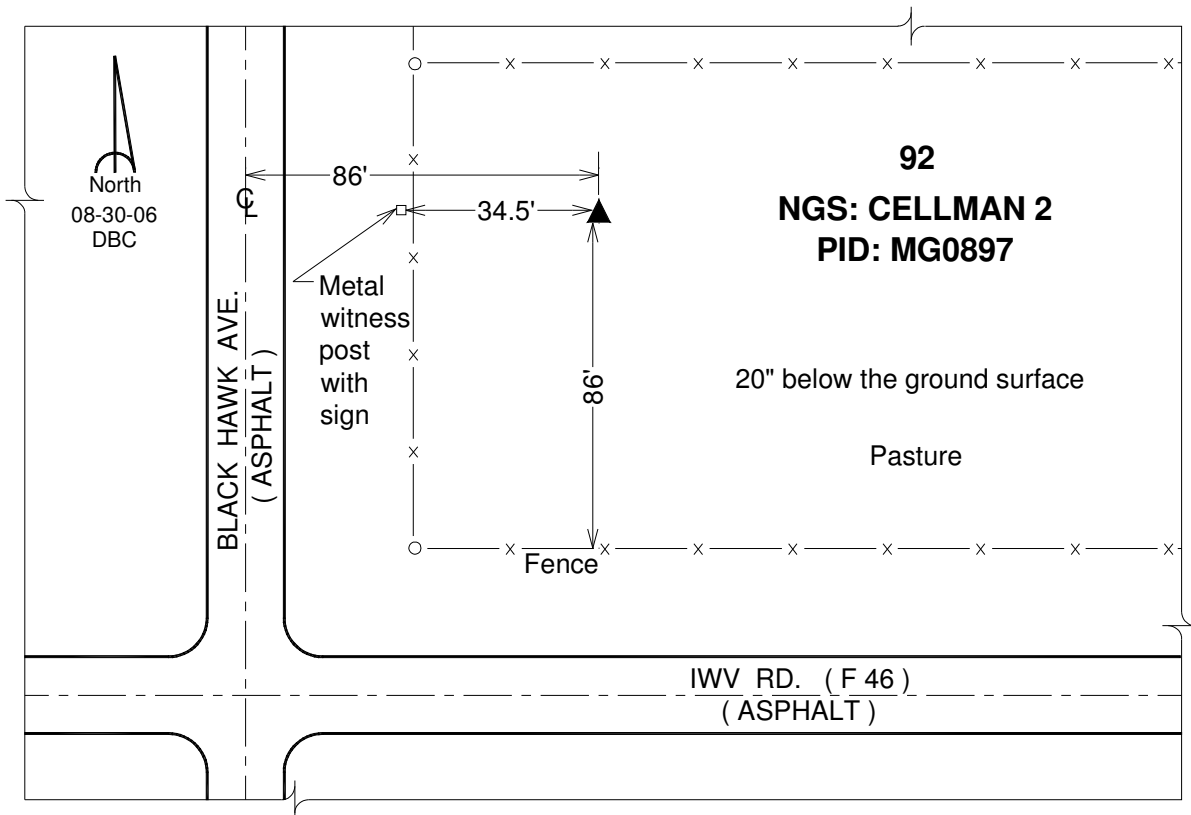 North
08-30-06
DBC
℄
86'
34.5'
92
NGS: CELLMAN 2
PID: MG0897
Metal
witness
post
with
sign
86'
20" below the ground surface
Pasture
BLACK HAWK AVE.
( ASPHALT )
Fence
IWV RD. ( F 46 )
( ASPHALT )